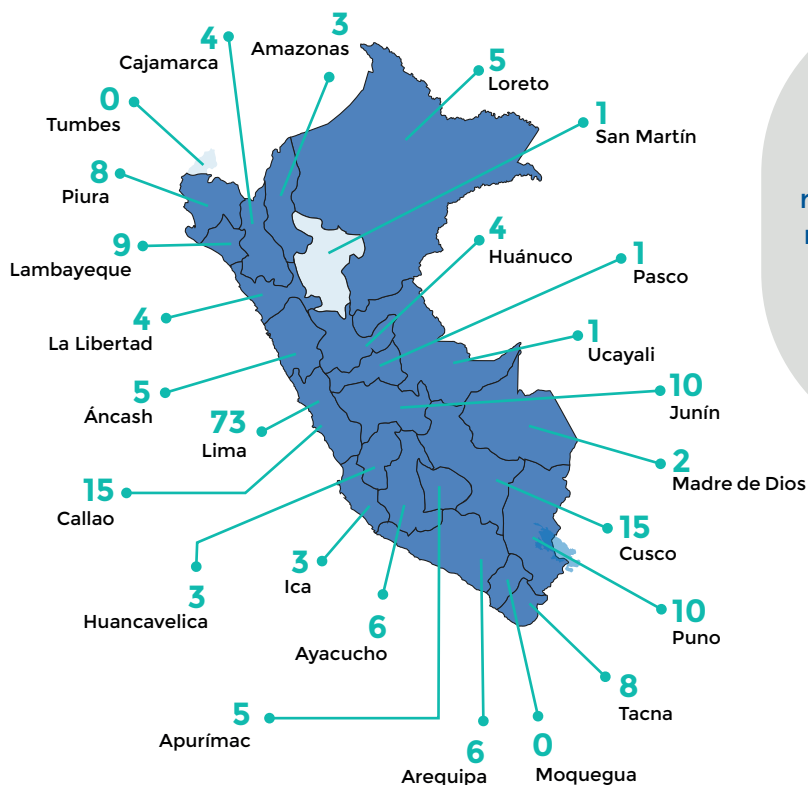 4
Cajamarca
3
Amazonas
5
Loreto
0
Tumbes
1
San Martín
8
Piura
9
Lambayeque
4
Huánuco
1
Pasco
4
La Libertad
1
Ucayali
5
Áncash
10
Junín
73
Lima
2
Madre de Dios
15
Callao
15
Cusco
3
Ica
3
Huancavelica
6
Ayacucho
10
Puno
8
Tacna
5
Apurímac
6
Arequipa
0
Moquegua